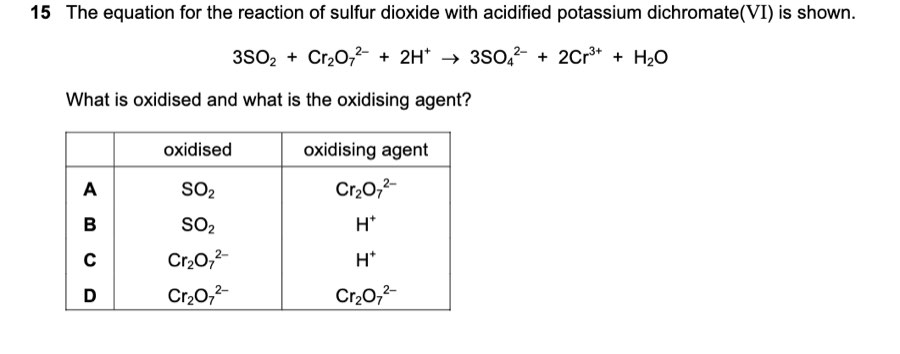 15 The equation for the reaction of sulfur dioxide with acidified potassium dichromate(VI) is shown.
3SO₂ + Cr₂O₇²⁻ + 2H⁺ → 3SO₄²⁻ + 2Cr³⁺ + H₂O
What is oxidised and what is the oxidising agent?
oxidised oxidising agent
A SO₂ Cr₂O₇²⁻
B SO₂ H⁺
C Cr₂O₇²⁻ H⁺
D Cr₂O₇²⁻ Cr₂O₇²⁻